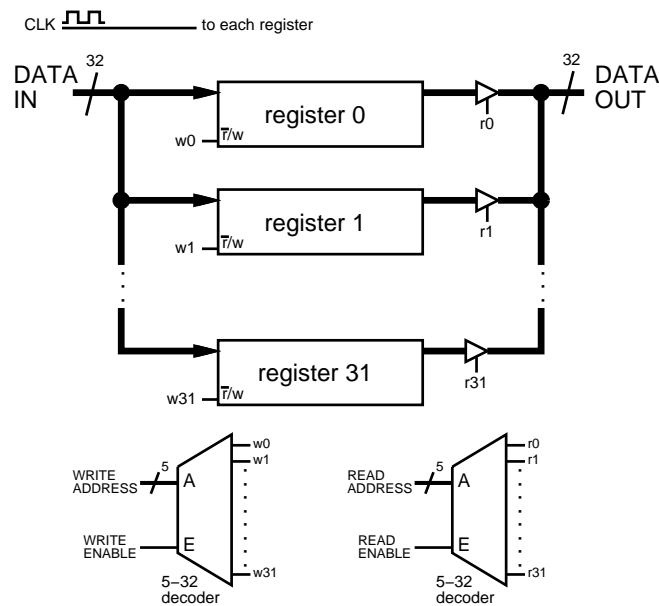 CLK
to each register
32
32
DATA
IN
DATA
OUT
register 0
r̅/w
w0
r0
register 1
r̅/w
w1
r1
register 31
r̅/w
w31
r31
WRITE
ADDRESS
5
A
w0
w1
WRITE
ENABLE
E
w31
5−32
decoder
READ
ADDRESS
5
A
r0
r1
READ
ENABLE
E
r31
5−32
decoder